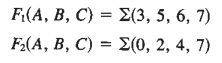 F₁(A, B, C) = Σ(3, 5, 6, 7)
F₂(A, B, C) = Σ(0, 2, 4, 7)